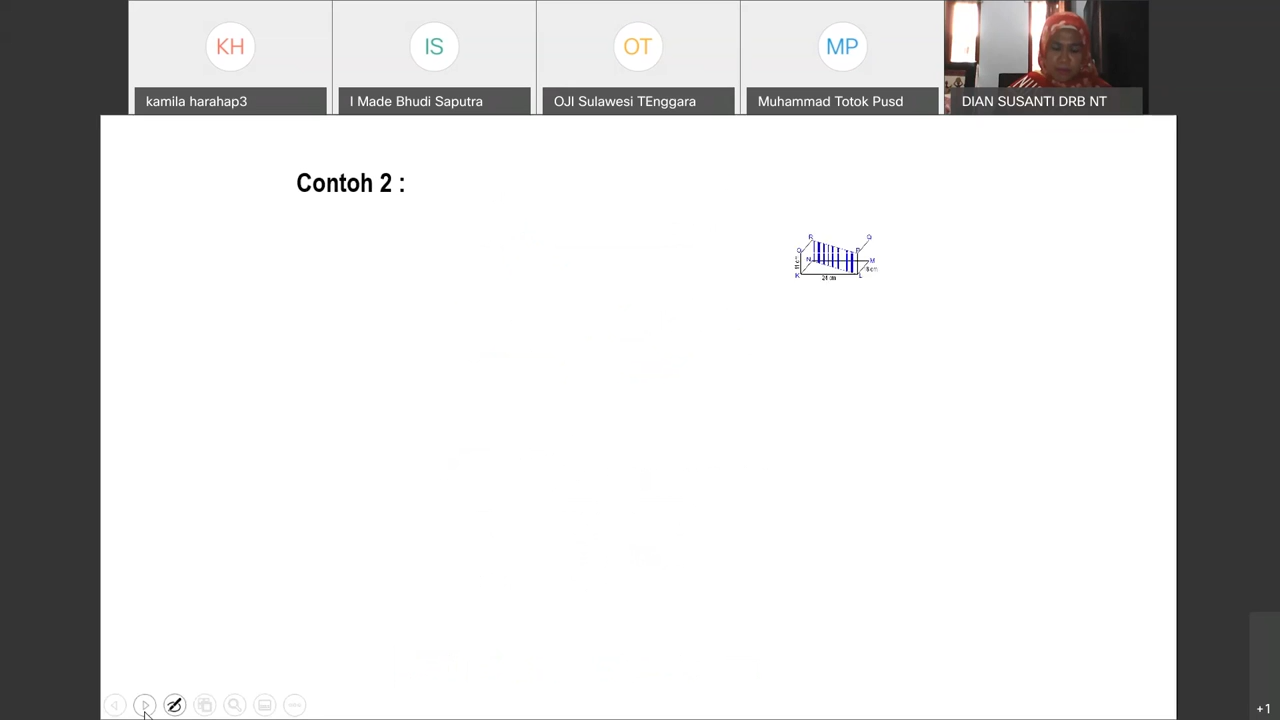 KH
IS
OT
MP
kamila harahap3
I Made Bhudi Saputra
OJI Sulawesi TEnggara
Muhammad Totok Pusd
DIAN SUSANTI DRB NT
Contoh 2 :
R
Q
O
P
N
M
K
L
+1